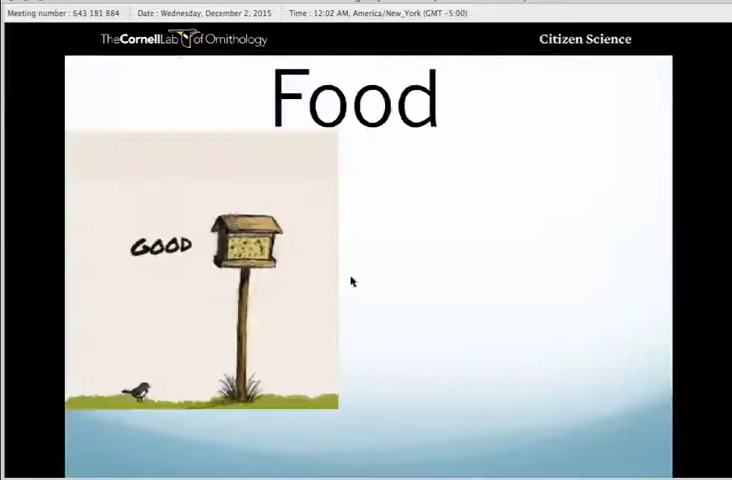 Meeting number : 643 181 884 Date : Wednesday, December 2, 2015 Time : 12:02 AM, America/New_York (GMT -5:00)
TheCornellLab of Ornithology Citizen Science
Food
GOOD